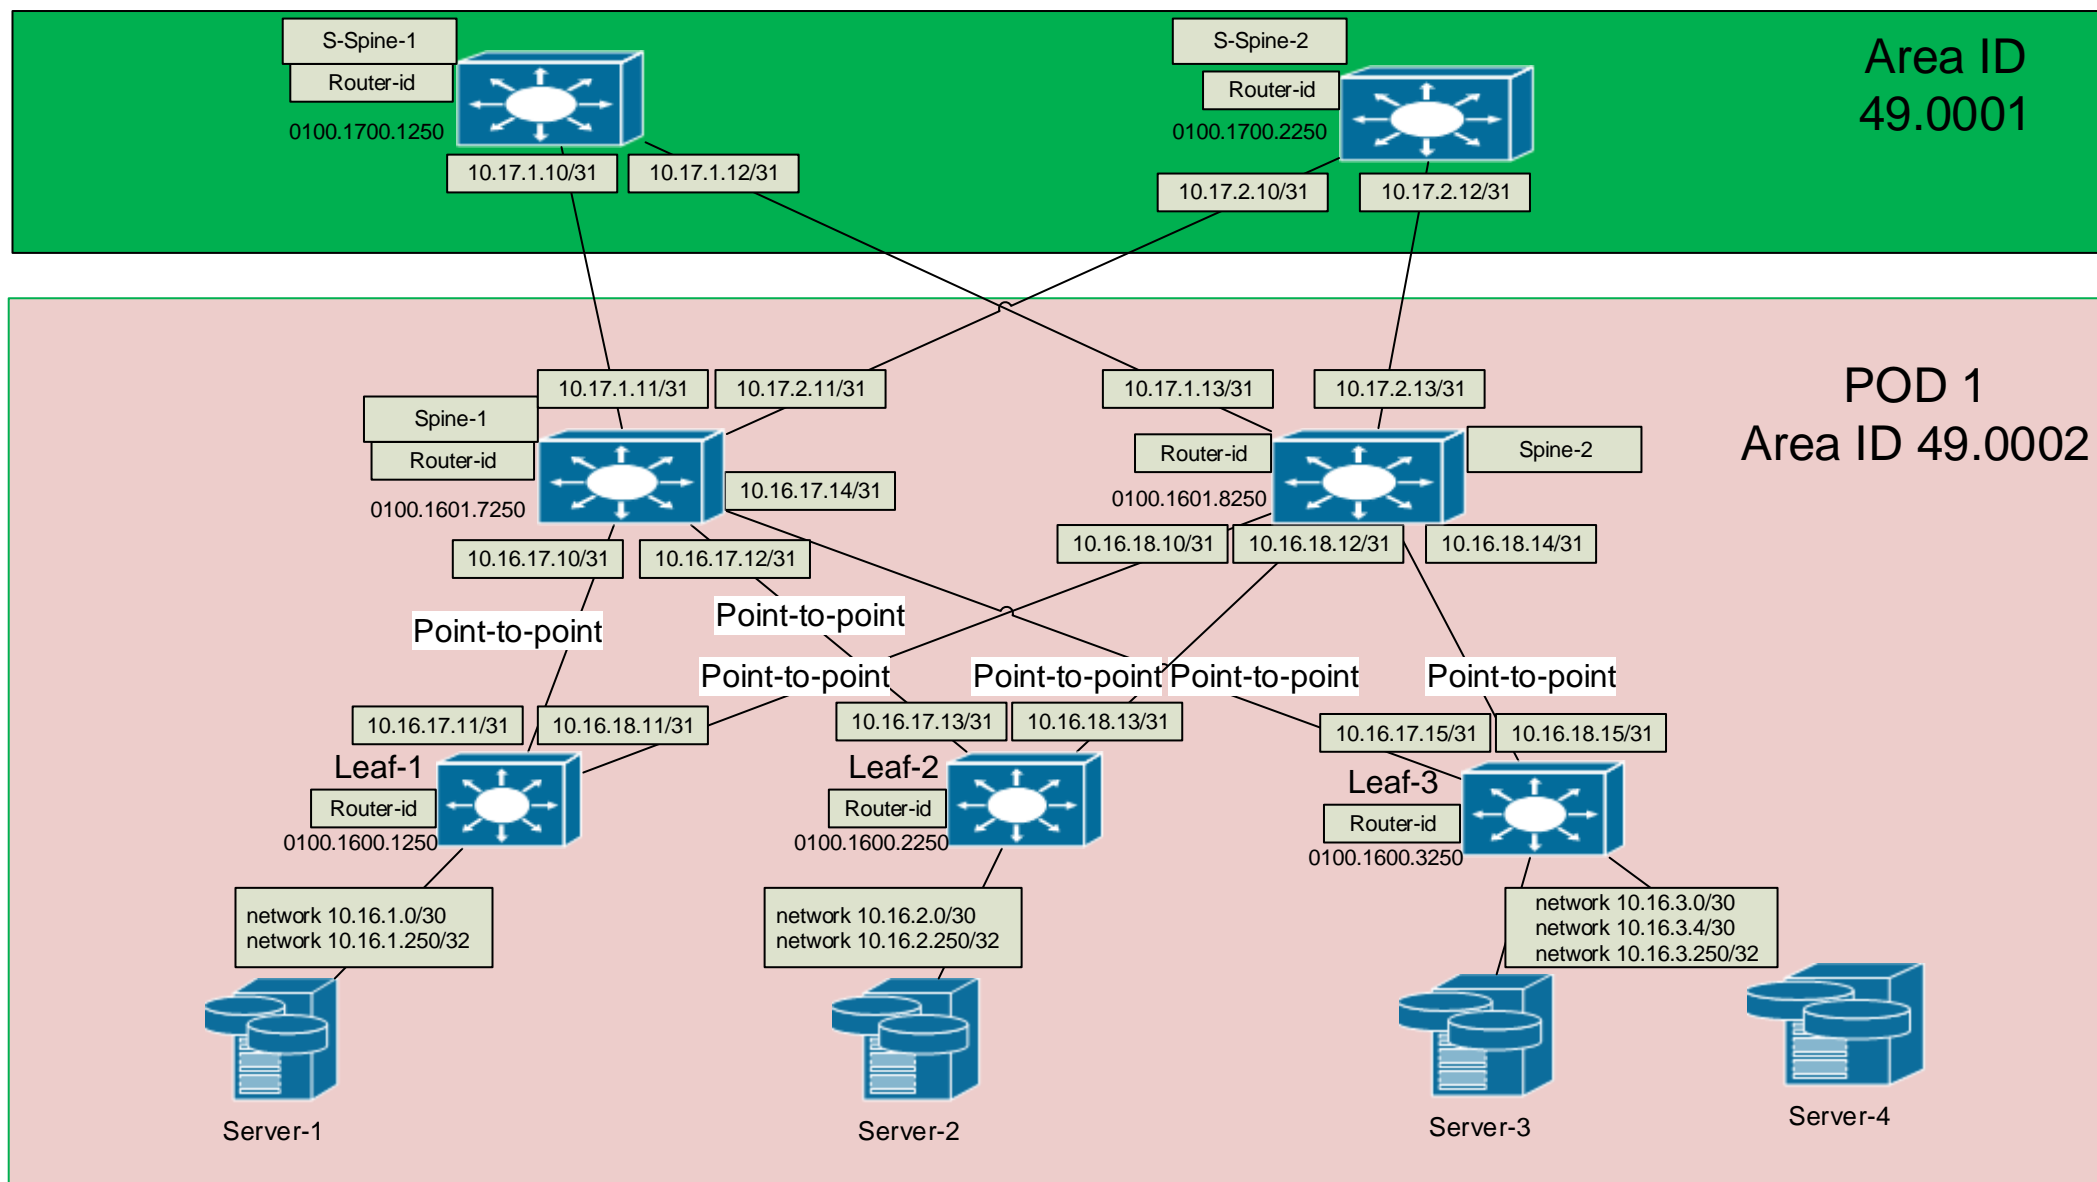 S-Spine-1
Router-id
0100.1700.1250
10.17.1.10/31
10.17.1.12/31
S-Spine-2
Router-id
0100.1700.2250
10.17.2.10/31
10.17.2.12/31
Area ID
49.0001
10.17.1.11/31
10.17.2.11/31
Spine-1
Router-id
0100.1601.7250
10.16.17.14/31
10.16.17.10/31
10.16.17.12/31
10.17.1.13/31
10.17.2.13/31
Router-id
Spine-2
0100.1601.8250
10.16.18.10/31
10.16.18.12/31
10.16.18.14/31
POD 1
Area ID 49.0002
Point-to-point
Point-to-point
Point-to-point
Point-to-point
Point-to-point
Point-to-point
10.16.17.11/31
10.16.18.11/31
Leaf-1
Router-id
0100.1600.1250
network 10.16.1.0/30
network 10.16.1.250/32
Server-1
10.16.17.13/31
10.16.18.13/31
Leaf-2
Router-id
0100.1600.2250
network 10.16.2.0/30
network 10.16.2.250/32
Server-2
10.16.17.15/31
10.16.18.15/31
Leaf-3
Router-id
0100.1600.3250
network 10.16.3.0/30
network 10.16.3.4/30
network 10.16.3.250/32
Server-3
Server-4